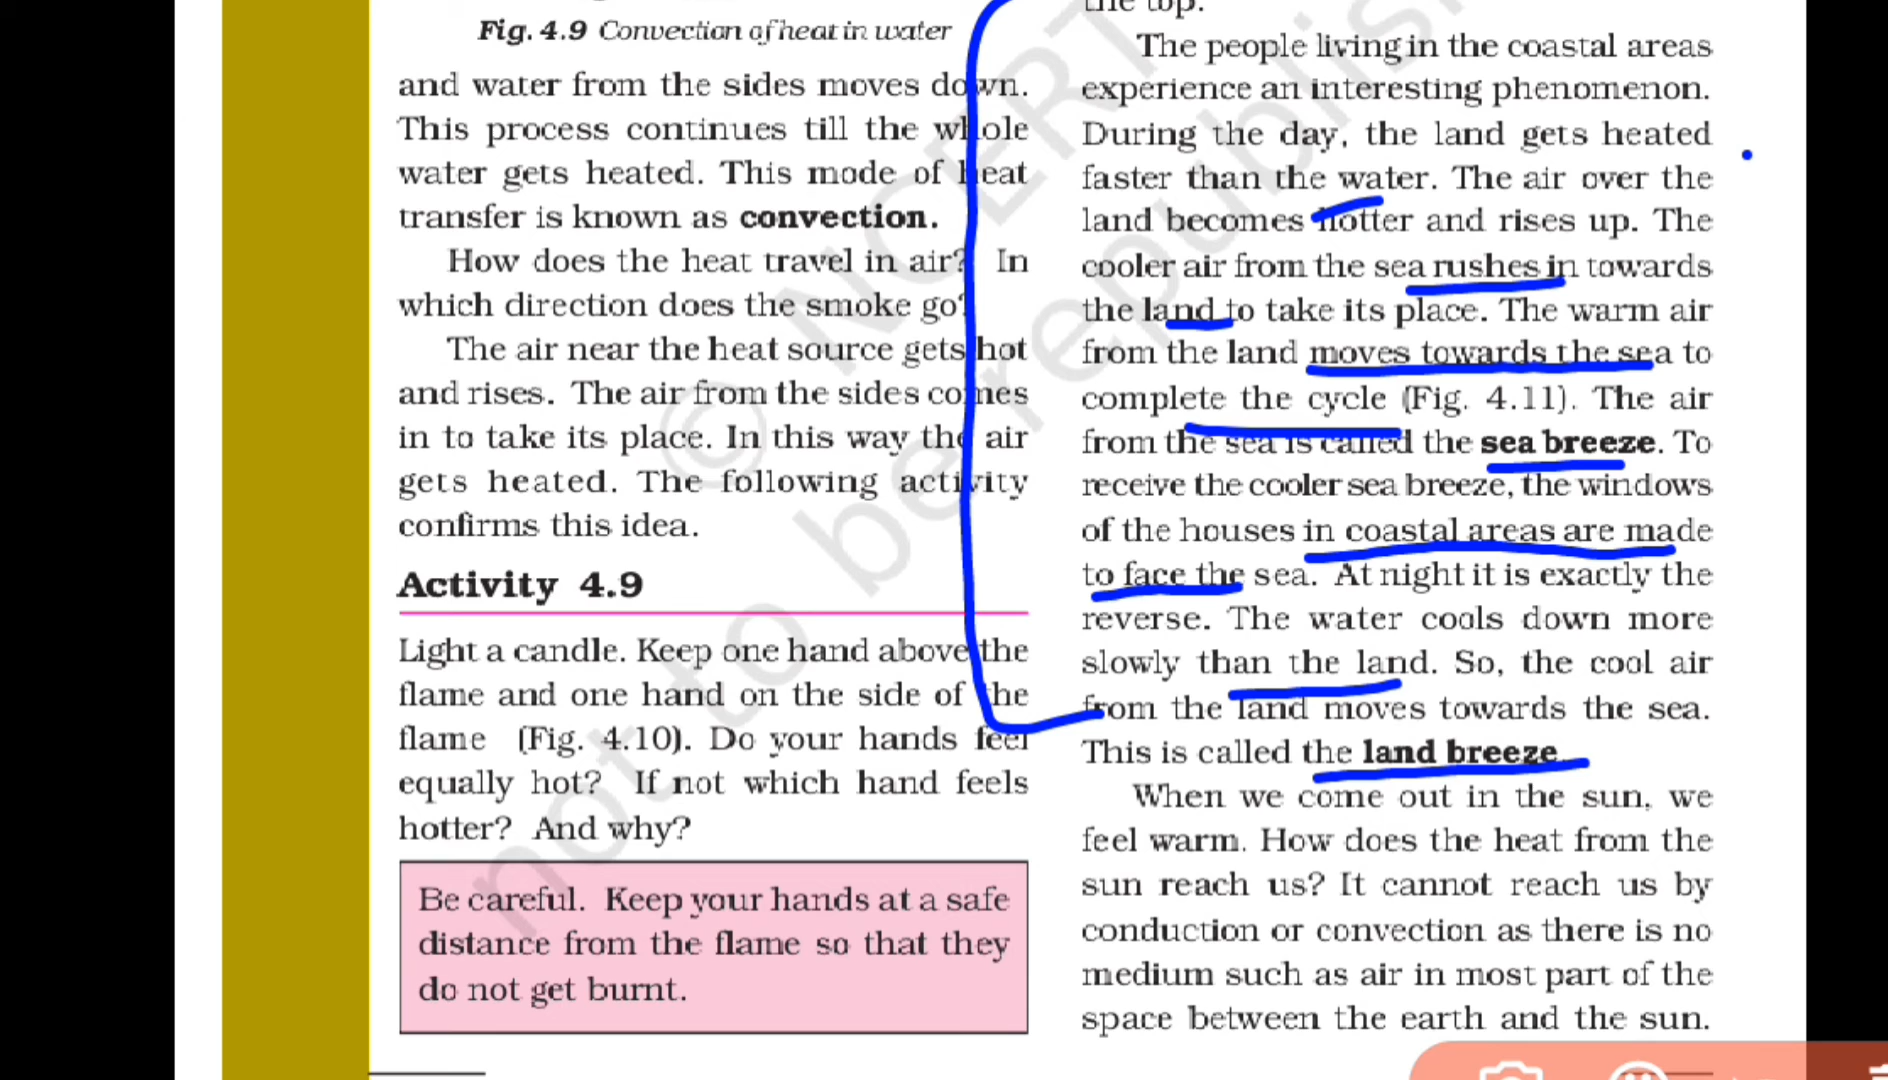 Fig. 4.9 Convection of heat in water
and water from the sides moves down.
This process continues till the whole
water gets heated. This mode of heat
transfer is known as convection.
How does the heat travel in air? In
which direction does the smoke go?
The air near the heat source gets hot
and rises. The air from the sides comes
in to take its place. In this way the air
gets heated. The following activity
confirms this idea.
Activity 4.9
Light a candle. Keep one hand above the
flame and one hand on the side of the
flame (Fig. 4.10). Do your hands feel
equally hot? If not which hand feels
hotter? And why?
Be careful. Keep your hands at a safe
distance from the flame so that they
do not get burnt.
the top.
The people living in the coastal areas
experience an interesting phenomenon.
During the day, the land gets heated
faster than the water. The air over the
land becomes hotter and rises up. The
cooler air from the sea rushes in towards
the land to take its place. The warm air
from the land moves towards the sea to
complete the cycle (Fig. 4.11). The air
from the sea is called the sea breeze. To
receive the cooler sea breeze, the windows
of the houses in coastal areas are made
to face the sea. At night it is exactly the
reverse. The water cools down more
slowly than the land. So, the cool air
from the land moves towards the sea.
This is called the land breeze.
When we come out in the sun, we
feel warm. How does the heat from the
sun reach us? It cannot reach us by
conduction or convection as there is no
medium such as air in most part of the
space between the earth and the sun.
© NCERT
not to be republish